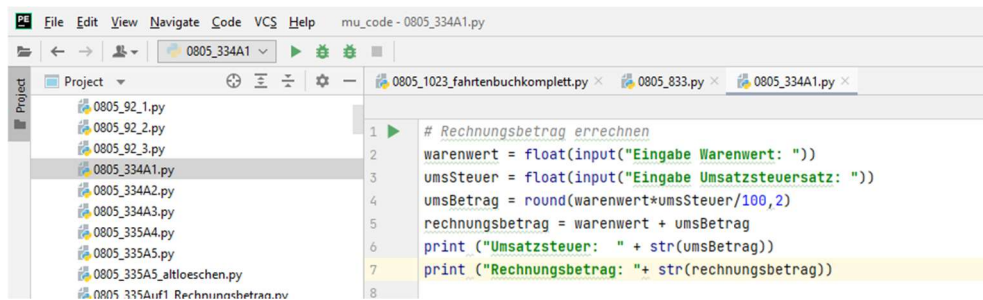 PE File Edit View Navigate Code VCS Help mu_code - 0805_334A1.py
0805_334A1
Project
Project
0805_92_1.py
0805_92_2.py
0805_92_3.py
0805_334A1.py
0805_334A2.py
0805_334A3.py
0805_335A4.py
0805_335A5.py
0805_335A5_altloeschen.py
0805_335Auf1_Rechnungsbetrag.py
0805_1023_fahrtenbuchkomplett.py 0805_833.py 0805_334A1.py
1 # Rechnungsbetrag errechnen
2 warenwert = float(input("Eingabe Warenwert: "))
3 umsSteuer = float(input("Eingabe Umsatzsteuersatz: "))
4 umsBetrag = round(warenwert*umsSteuer/100,2)
5 rechnungsbetrag = warenwert + umsBetrag
6 print ("Umsatzsteuer:  " + str(umsBetrag))
7 print ("Rechnungsbetrag: "+ str(rechnungsbetrag))
8